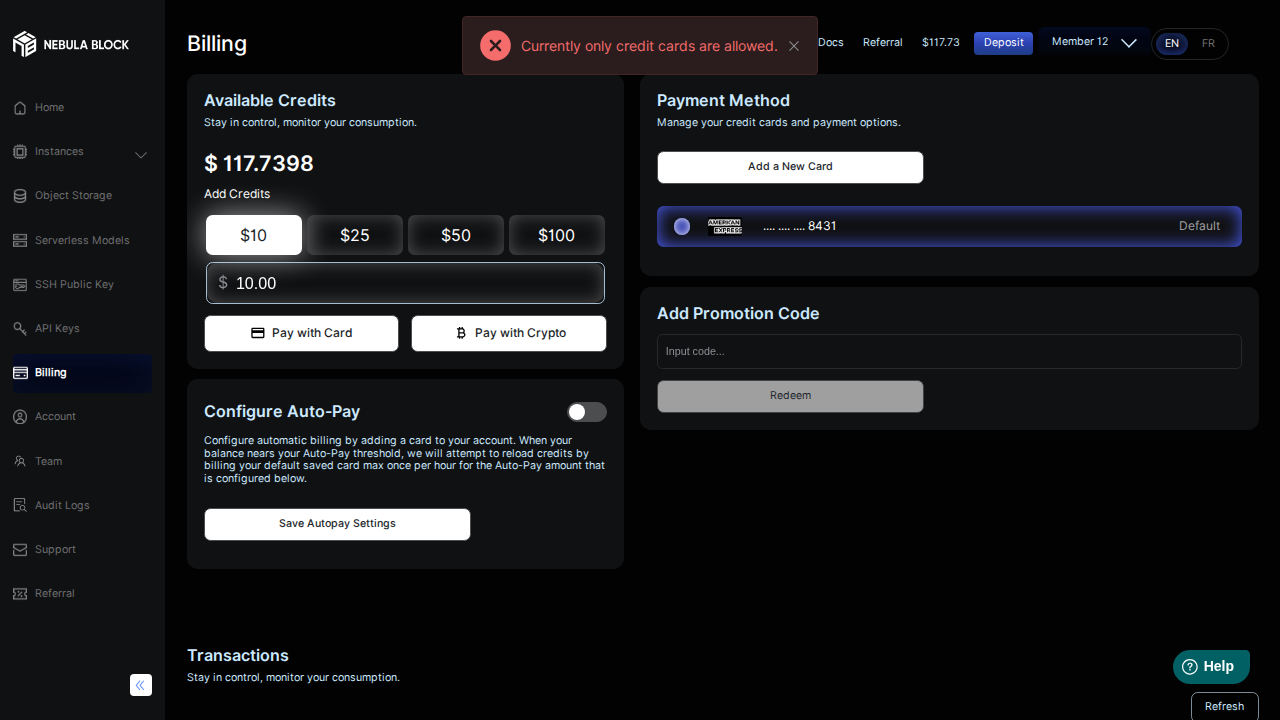 NEBULA BLOCK
Home
Instances
Object Storage
Serverless Models
SSH Public Key
API Keys
Billing
Account
Team
Audit Logs
Support
Referral
Billing
Currently only credit cards are allowed.
Docs
Referral
$117.73
Deposit
Member 12
EN
FR
Available Credits
Stay in control, monitor your consumption.
$ 117.7398
Add Credits
$10
$25
$50
$100
$ 10.00
Pay with Card
Pay with Crypto
Configure Auto-Pay
Configure automatic billing by adding a card to your account. When your
balance nears your Auto-Pay threshold, we will attempt to reload credits by
billing your default saved card max once per hour for the Auto-Pay amount that
is configured below.
Save Autopay Settings
Payment Method
Manage your credit cards and payment options.
Add a New Card
AMERICAN
EXPRESS
.... .... .... 8431
Default
Add Promotion Code
Input code...
Redeem
Transactions
Stay in control, monitor your consumption.
Help
Refresh